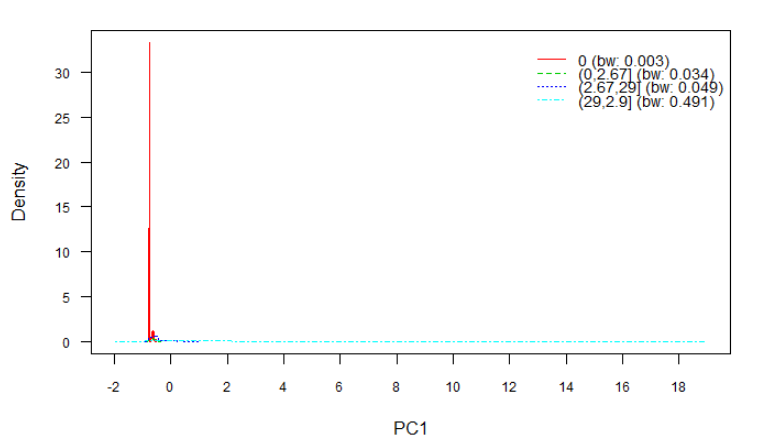 0 (bw: 0.003)
(0,2.67] (bw: 0.034)
(2.67,29] (bw: 0.049)
(29,2.9] (bw: 0.491)
Density
30
25
20
15
10
5
0
-2 0 2 4 6 8 10 12 14 16 18
PC1